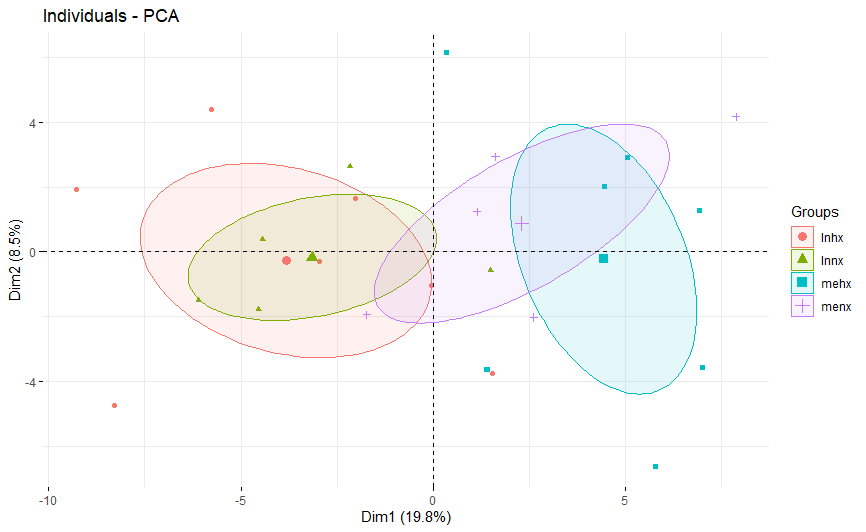 Individuals - PCA
4
0
-4
-10
-5
0
5
Dim1 (19.8%)
Dim2 (8.5%)
Groups
lnhx
lnnx
mehx
menx